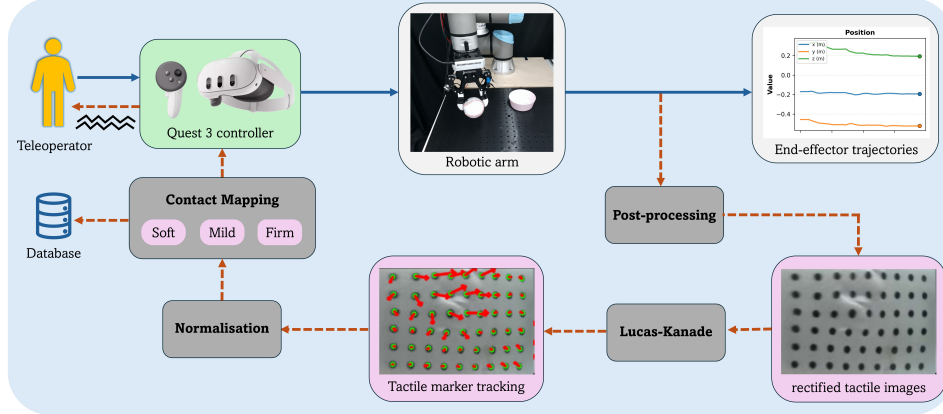 Teleoperator
Quest 3 controller
Robotic arm
Position
x (m)
y (m)
z (m)
Value
0.2
0.0
−0.2
−0.4
End-effector trajectories
Contact Mapping
Soft
Mild
Firm
Database
Post-processing
Normalisation
Tactile marker tracking
Lucas-Kanade
rectified tactile images